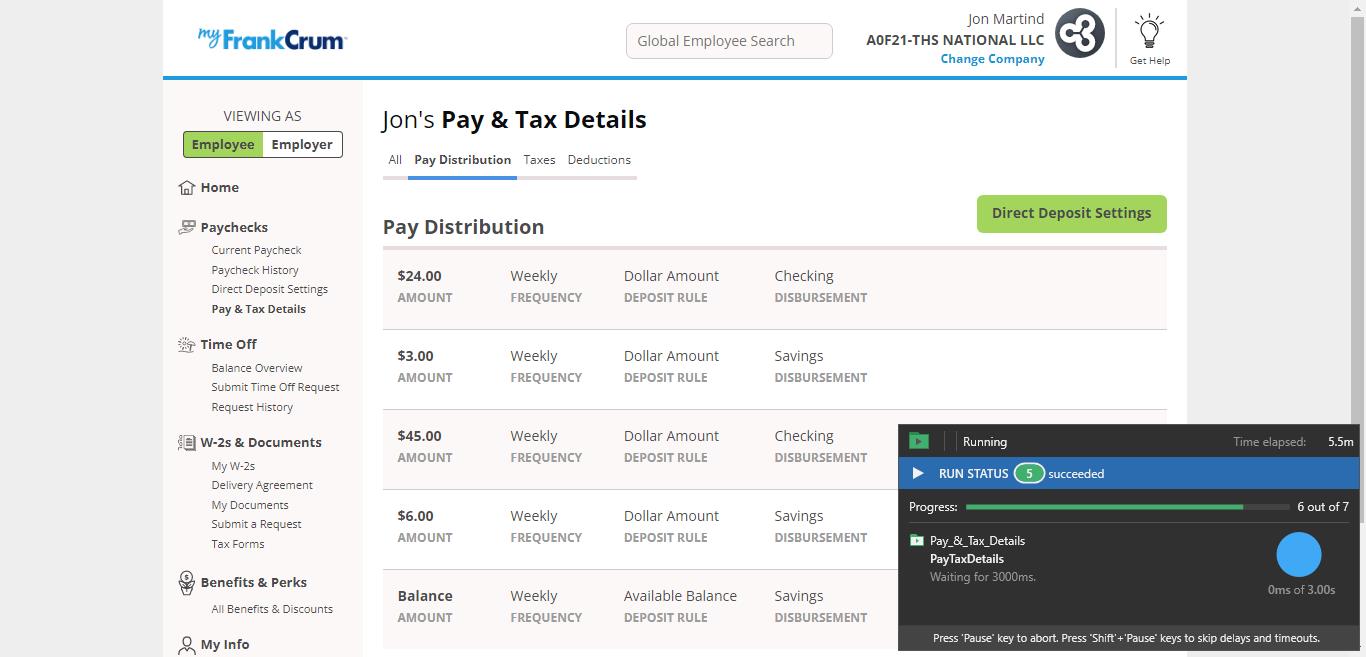 myFrankCrum
Global Employee Search
Jon Martind
A0F21-THS NATIONAL LLC
Change Company
Get Help
VIEWING AS
Employee Employer
Home
Paychecks
Current Paycheck
Paycheck History
Direct Deposit Settings
Pay & Tax Details
Time Off
Balance Overview
Submit Time Off Request
Request History
W-2s & Documents
My W-2s
Delivery Agreement
My Documents
Submit a Request
Tax Forms
Benefits & Perks
All Benefits & Discounts
My Info
Jon's Pay & Tax Details
All Pay Distribution Taxes Deductions
Pay Distribution
Direct Deposit Settings
$24.00 Weekly Dollar Amount Checking
AMOUNT FREQUENCY DEPOSIT RULE DISBURSEMENT
$3.00 Weekly Dollar Amount Savings
AMOUNT FREQUENCY DEPOSIT RULE DISBURSEMENT
$45.00 Weekly Dollar Amount Checking
AMOUNT FREQUENCY DEPOSIT RULE DISBURSEMENT
$6.00 Weekly Dollar Amount Savings
AMOUNT FREQUENCY DEPOSIT RULE DISBURSEMENT
Balance Weekly Available Balance Savings
AMOUNT FREQUENCY DEPOSIT RULE DISBURSEMENT
Running Time elapsed: 5.5m
RUN STATUS 5 succeeded
Progress: 6 out of 7
Pay_&_Tax_Details
PayTaxDetails
Waiting for 3000ms.
0ms of 3.00s
Press 'Pause' key to abort. Press 'Shift'+'Pause' keys to skip delays and timeouts.